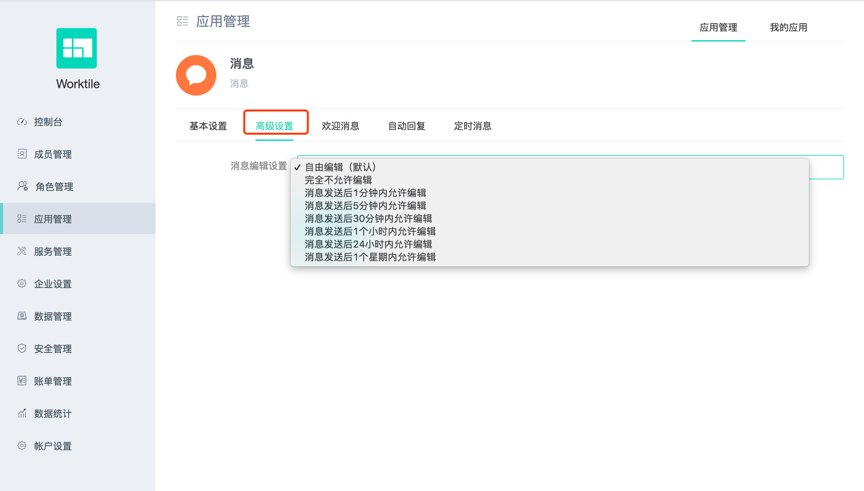 Worktile
控制台
成员管理
角色管理
应用管理
服务管理
企业设置
数据管理
安全管理
账单管理
数据统计
帐户设置
应用管理
应用管理
我的应用
消息
消息
基本设置
高级设置
欢迎消息
自动回复
定时消息
消息编辑设置
✓ 自由编辑（默认）
完全不允许编辑
消息发送后1分钟内允许编辑
消息发送后5分钟内允许编辑
消息发送后30分钟内允许编辑
消息发送后1个小时内允许编辑
消息发送后24小时内允许编辑
消息发送后1个星期内允许编辑